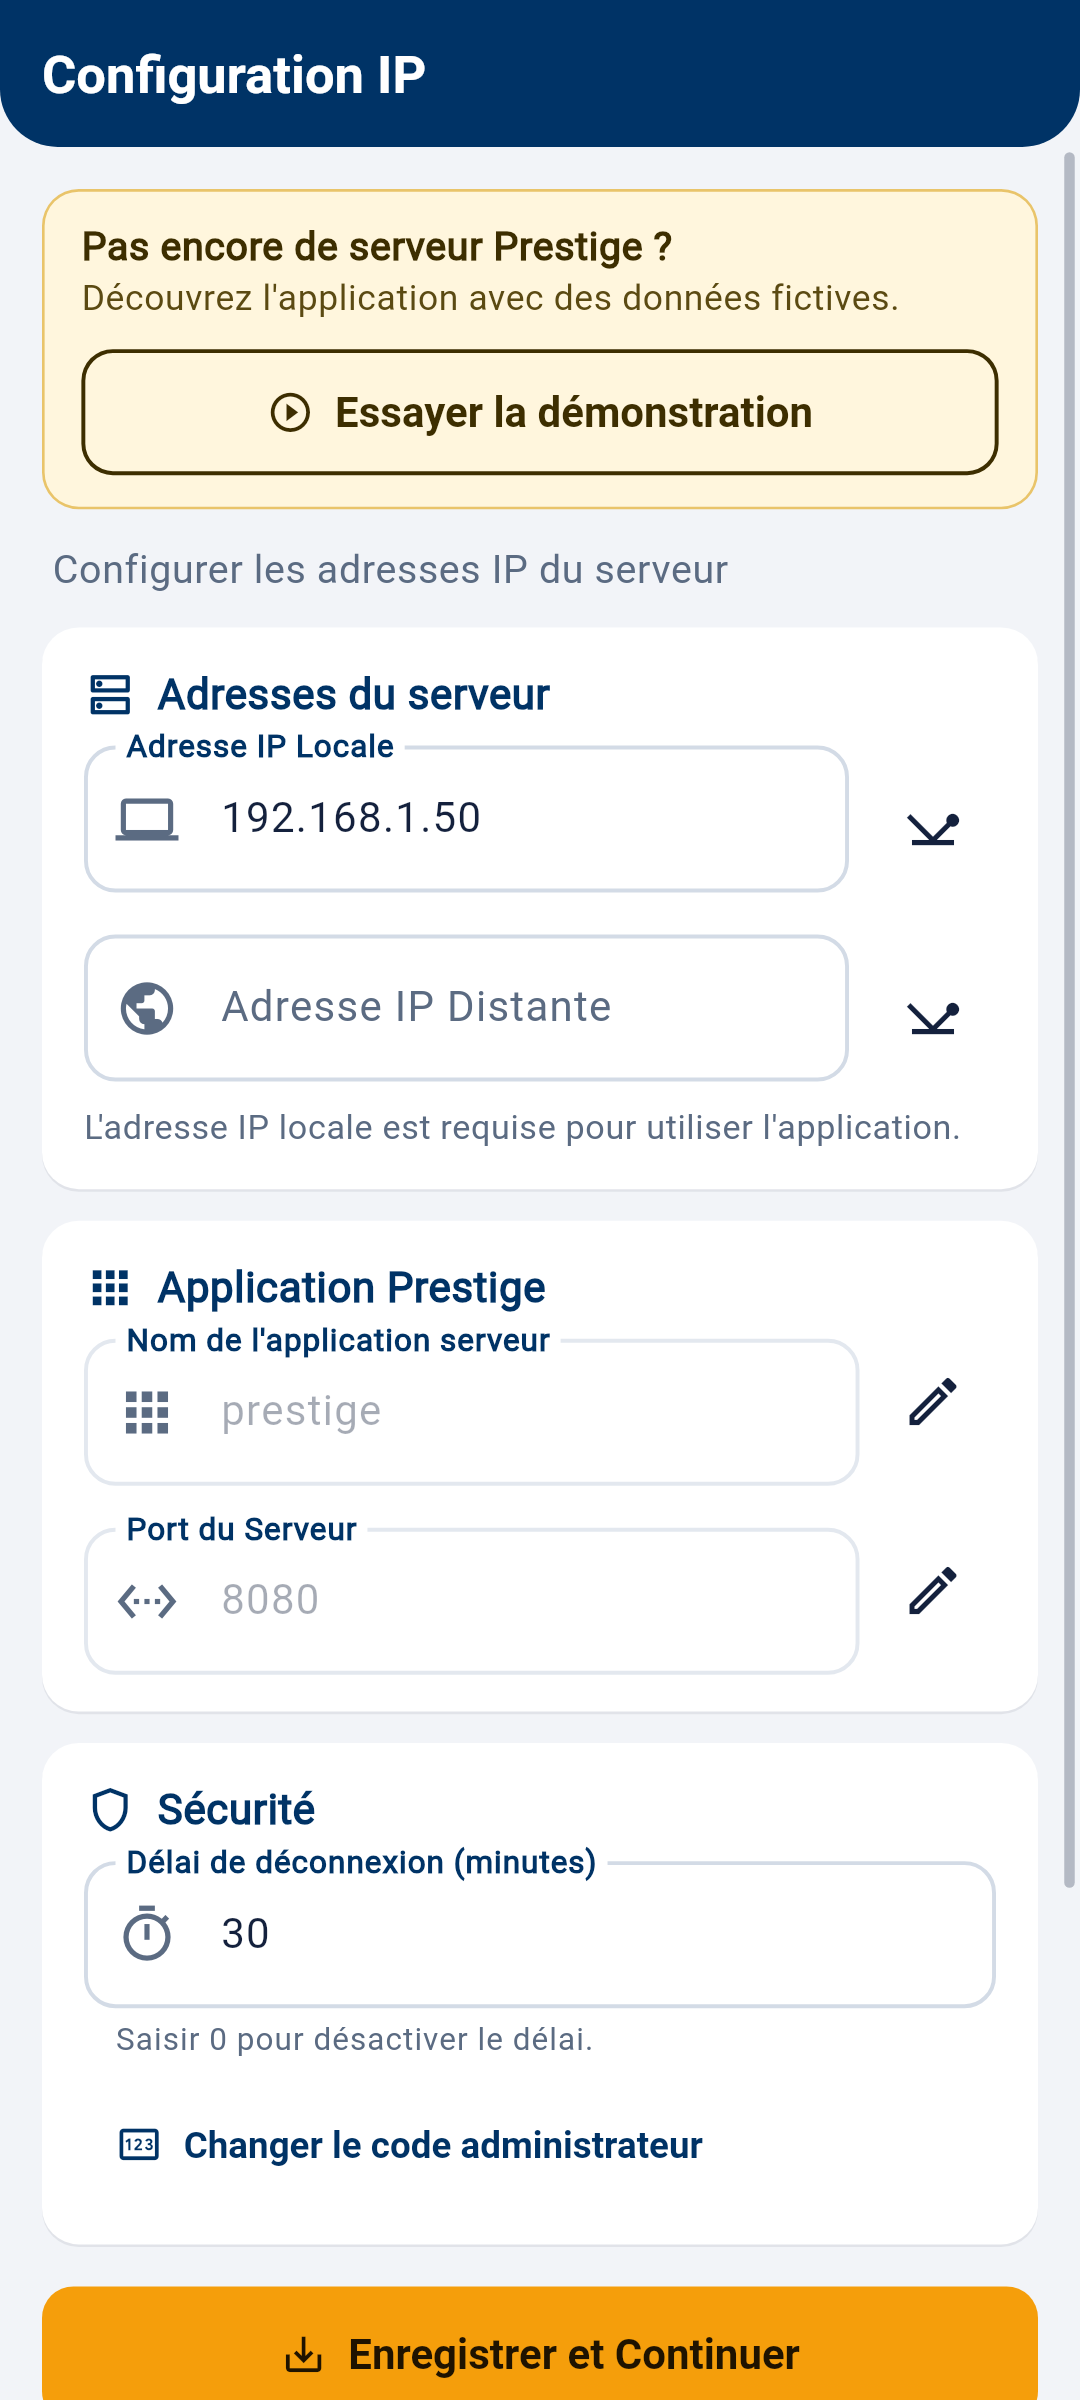 Configuration IP
Pas encore de serveur Prestige ?
Découvrez l'application avec des données fictives.
Essayer la démonstration
Configurer les adresses IP du serveur
Adresses du serveur
Adresse IP Locale
192.168.1.50
Adresse IP Distante
L'adresse IP locale est requise pour utiliser l'application.
Application Prestige
Nom de l'application serveur
prestige
Port du Serveur
8080
Sécurité
Délai de déconnexion (minutes)
30
Saisir 0 pour désactiver le délai.
123 Changer le code administrateur
Enregistrer et Continuer